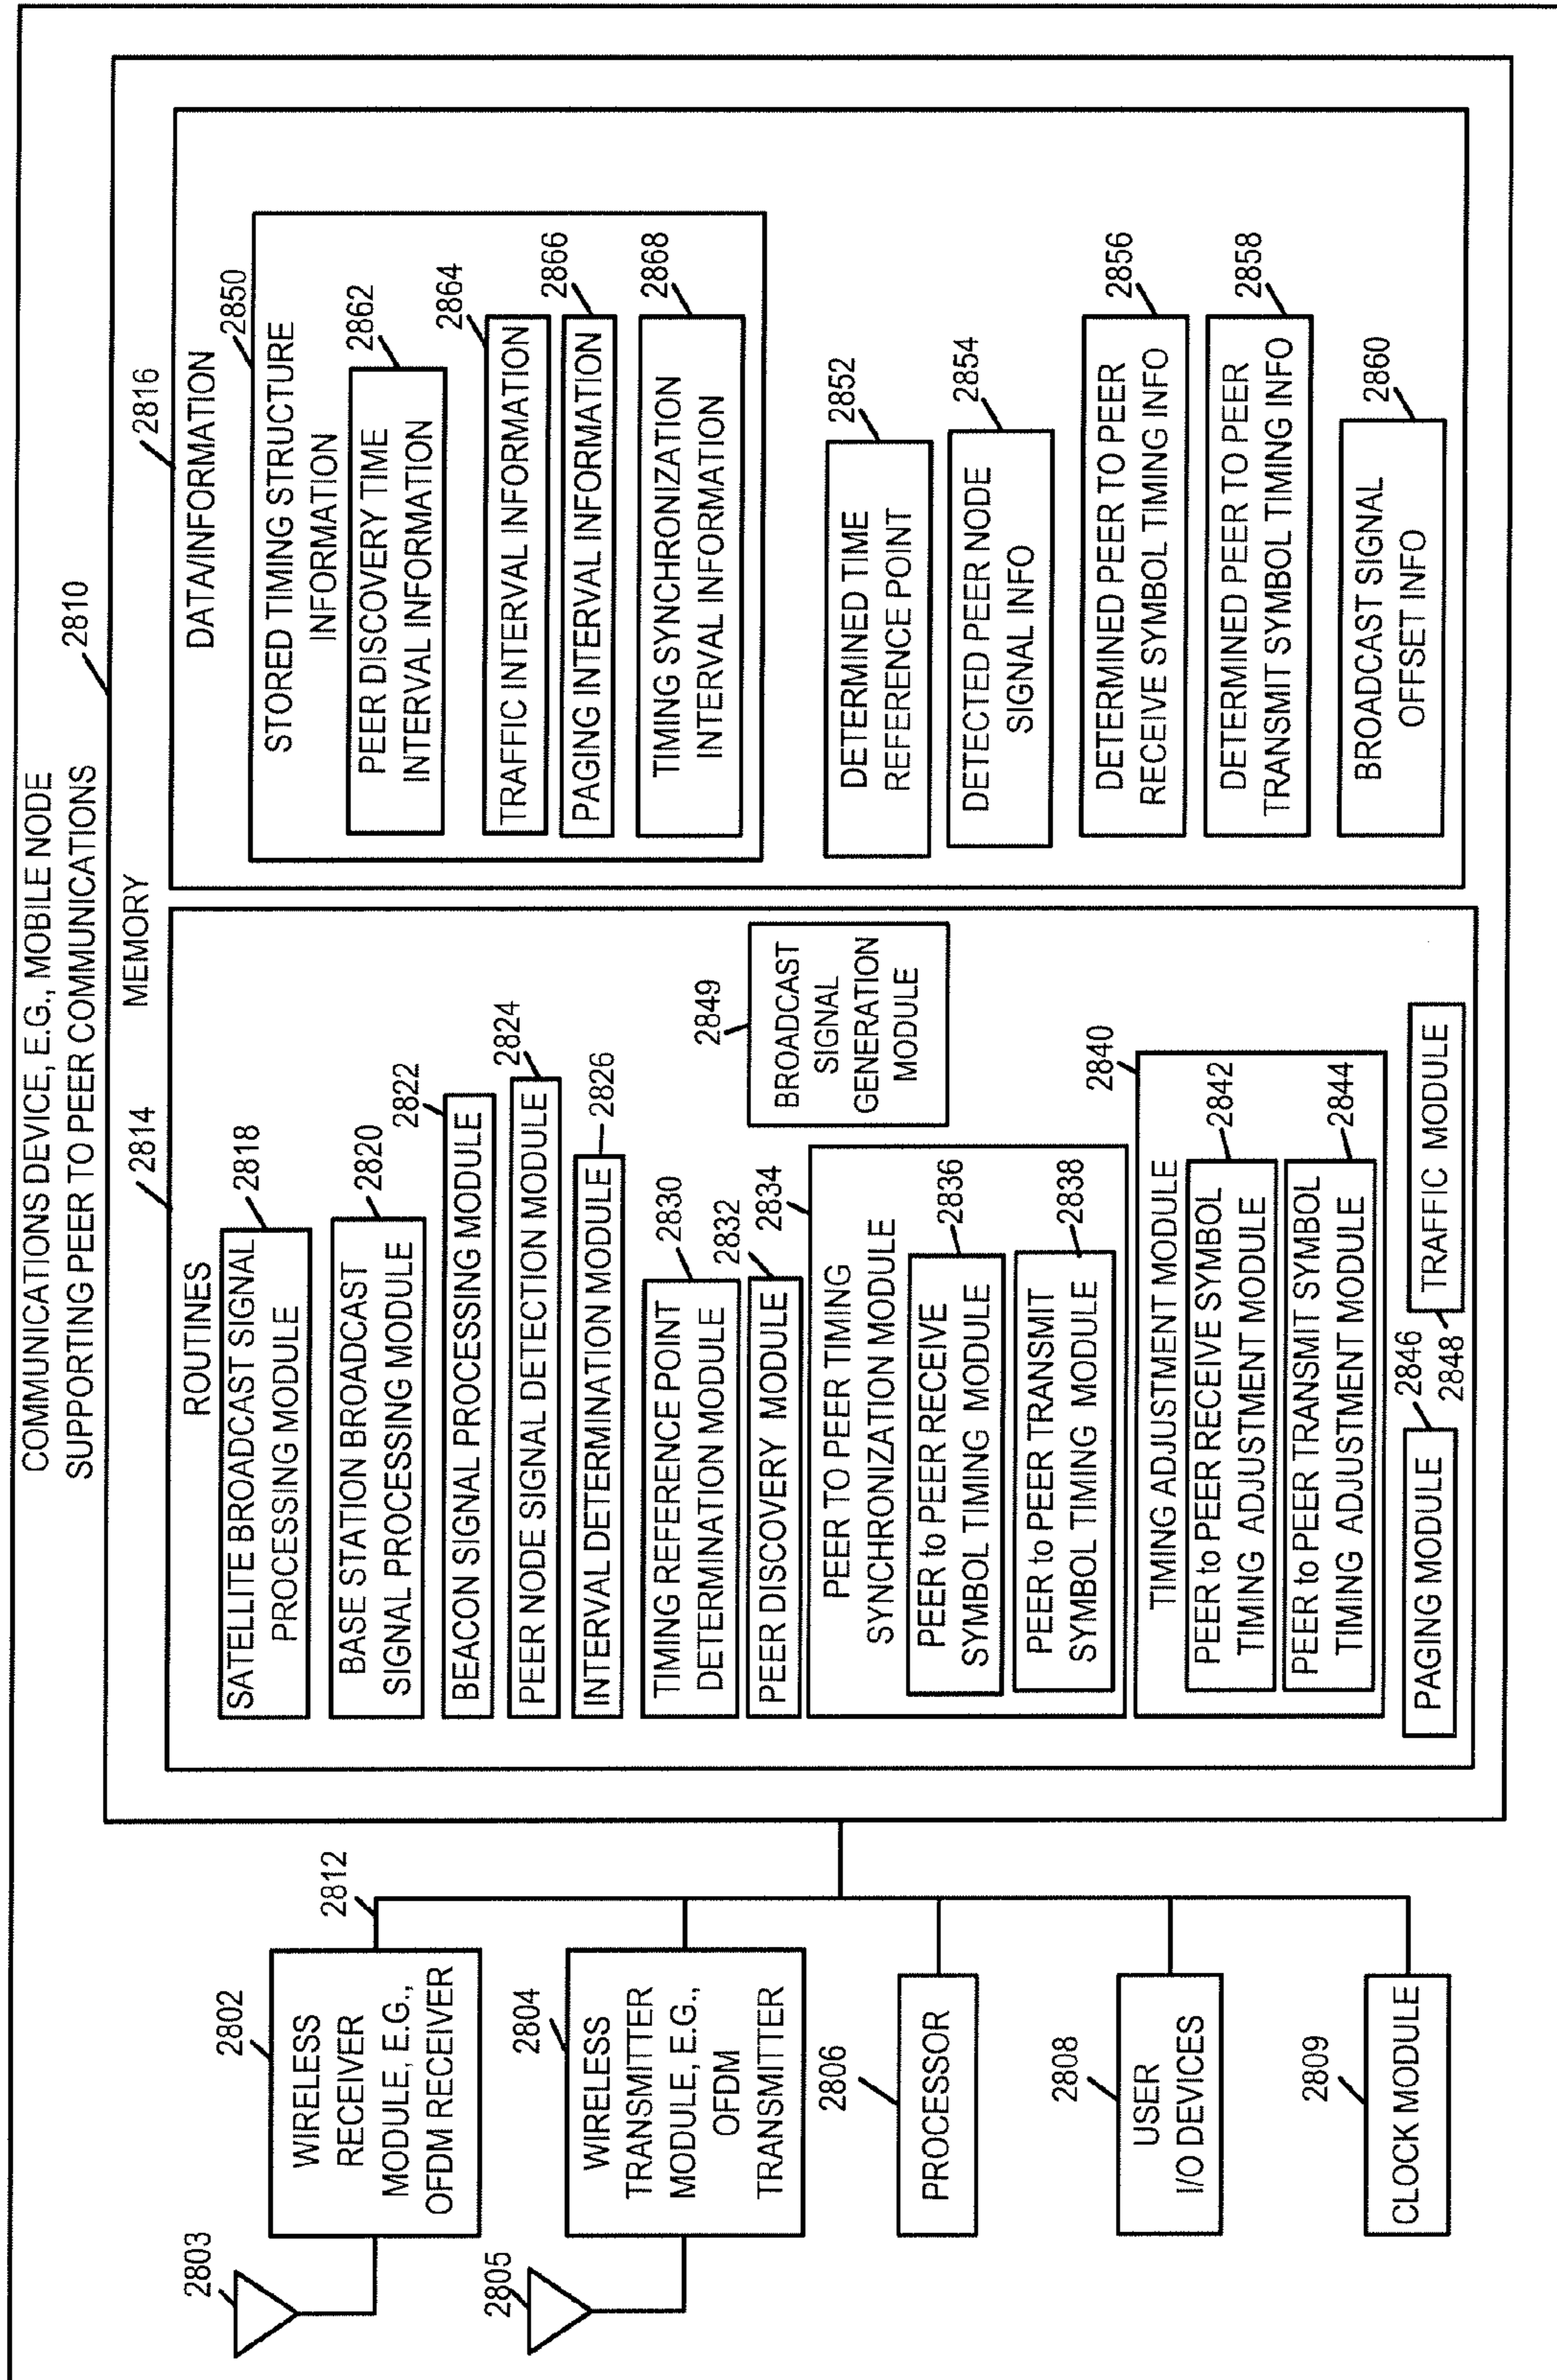 COMMUNICATIONS DEVICE, E.G., MOBILE NODE
SUPPORTING PEER TO PEER COMMUNICATIONS
2810
2803
2802
WIRELESS
RECEIVER
MODULE, E.G.,
OFDM RECEIVER
2812
2805
2804
WIRELESS
TRANSMITTER
MODULE, E.G.,
OFDM
TRANSMITTER
2806
PROCESSOR
2808
USER
I/O DEVICES
2809
CLOCK MODULE
MEMORY
2814
ROUTINES
SATELLITE BROADCAST SIGNAL
PROCESSING MODULE
2818
BASE STATION BROADCAST
SIGNAL PROCESSING MODULE
2820
BEACON SIGNAL PROCESSING MODULE
2822
PEER NODE SIGNAL DETECTION MODULE
2824
INTERVAL DETERMINATION MODULE
2826
TIMING REFERENCE POINT
DETERMINATION MODULE
2830
PEER DISCOVERY MODULE
2832
2834
PEER TO PEER TIMING
SYNCHRONIZATION MODULE
PEER to PEER RECEIVE
SYMBOL TIMING MODULE
2836
PEER to PEER TRANSMIT
SYMBOL TIMING MODULE
2838
2849
BROADCAST
SIGNAL
GENERATION
MODULE
2840
TIMING ADJUSTMENT MODULE
PEER to PEER RECEIVE SYMBOL
TIMING ADJUSTMENT MODULE
2842
PEER to PEER TRANSMIT SYMBOL
TIMING ADJUSTMENT MODULE
2844
PAGING MODULE
2846
2848
TRAFFIC MODULE
2816
DATA/INFORMATION
2850
STORED TIMING STRUCTURE
INFORMATION
PEER DISCOVERY TIME
INTERVAL INFORMATION
2862
TRAFFIC INTERVAL INFORMATION
2864
PAGING INTERVAL INFORMATION
2866
TIMING SYNCHRONIZATION
INTERVAL INFORMATION
2868
DETERMINED TIME
REFERENCE POINT
2852
DETECTED PEER NODE
SIGNAL INFO
2854
DETERMINED PEER TO PEER
RECEIVE SYMBOL TIMING INFO
2856
DETERMINED PEER TO PEER
TRANSMIT SYMBOL TIMING INFO
2858
BROADCAST SIGNAL
OFFSET INFO
2860